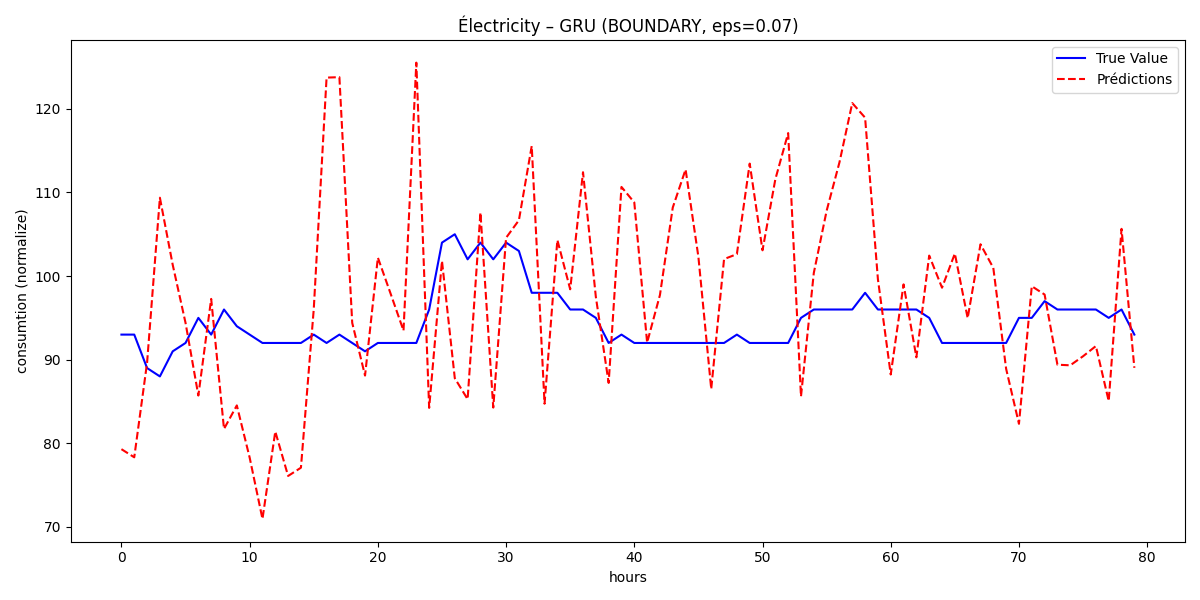 Électricity – GRU (BOUNDARY, eps=0.07)
True Value
Prédictions
consumtion (normalize)
120
110
100
90
80
70
0 10 20 30 40 50 60 70 80
hours